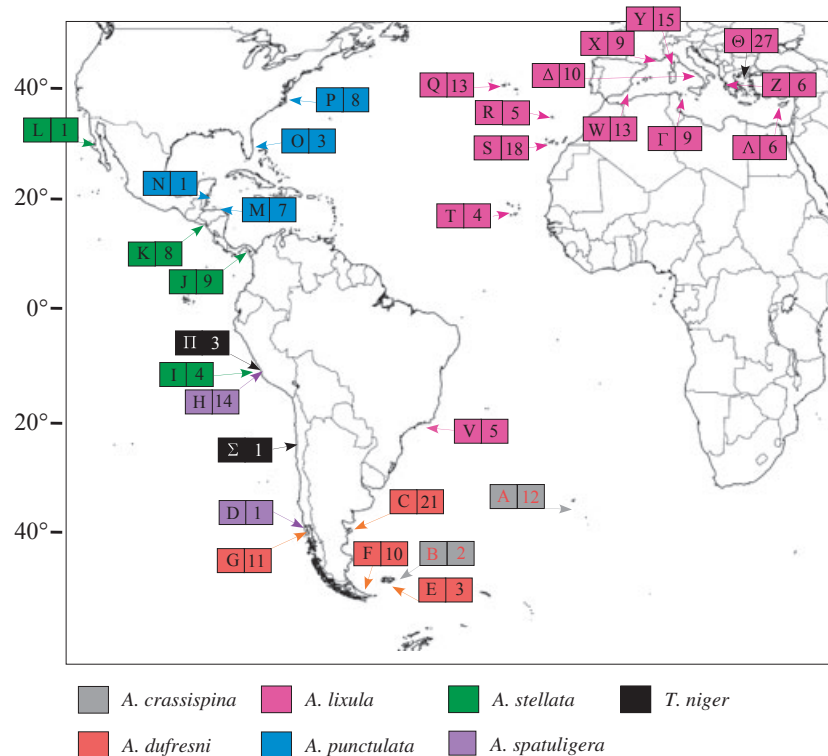 Y 15
X 9
Θ 27
Δ 10
40°
Q 13
Z 6
P 8
R 5
L 1
O 3
S 18
W 13
Γ 9
Λ 6
N 1
20°
M 7
T 4
K 8
J 9
0°
Π 3
I 4
H 14
20°
V 5
Σ 1
A 12
C 21
D 1
40°
G 11
F 10
B 2
E 3
A. crassispina A. lixula A. stellata T. niger
A. dufresni A. punctulata A. spatuligera